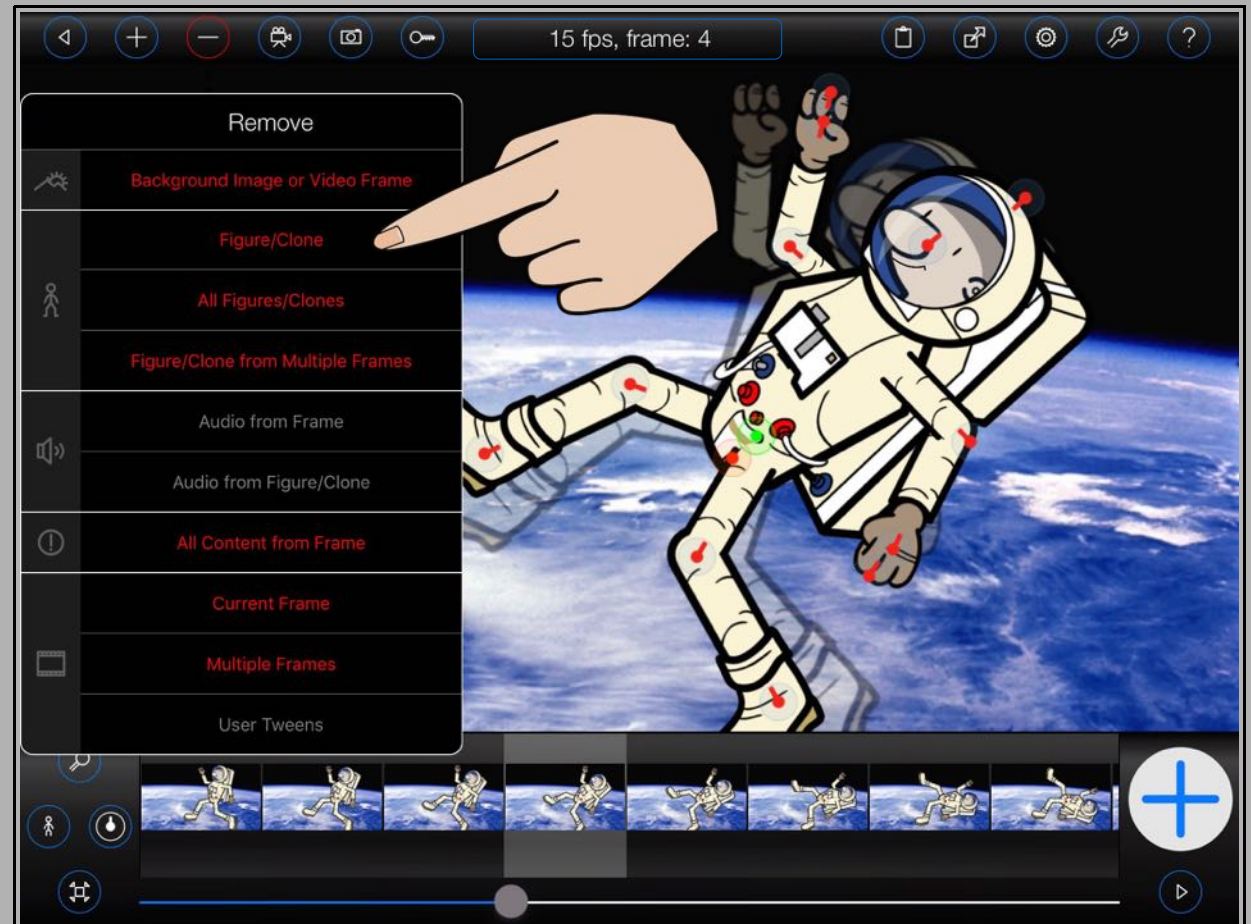 15 fps, frame: 4
Remove
Background Image or Video Frame
Figure/Clone
All Figures/Clones
Figure/Clone from Multiple Frames
Audio from Frame
Audio from Figure/Clone
All Content from Frame
Current Frame
Multiple Frames
User Tweens